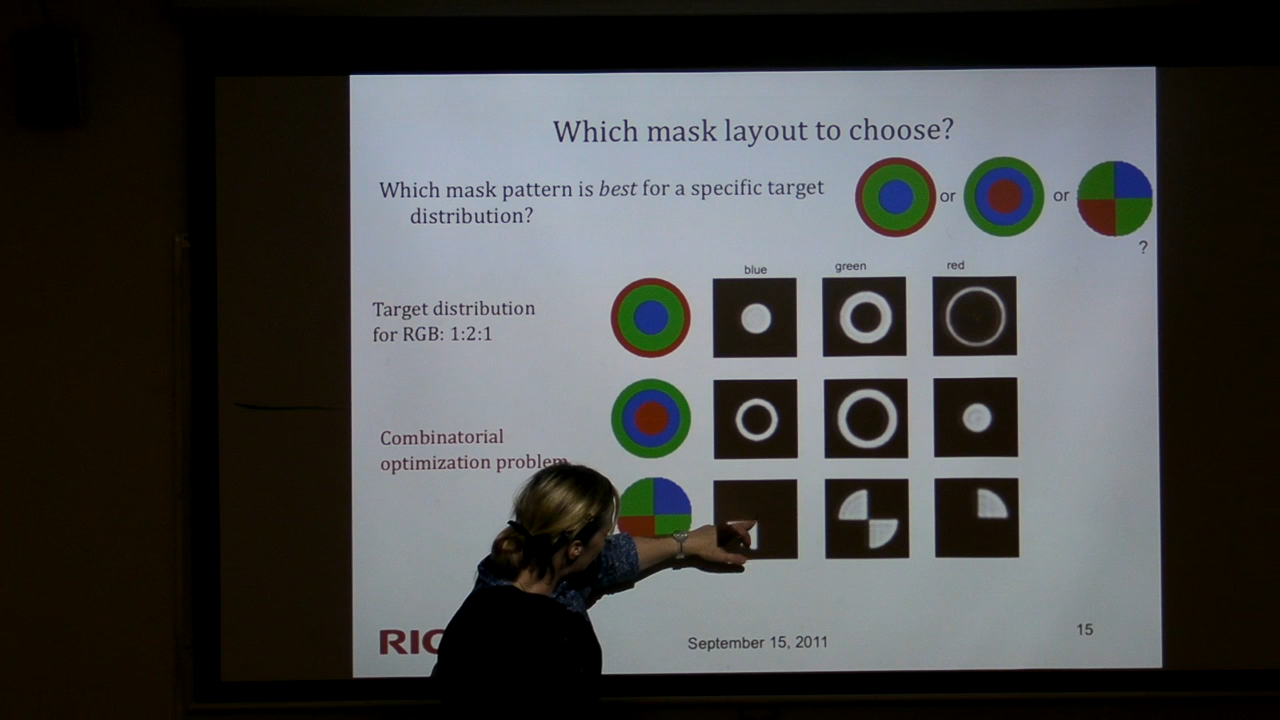 Which mask layout to choose?
Which mask pattern is best for a specific target
distribution?
or
or
?
blue
green
red
Target distribution
for RGB: 1:2:1
Combinatorial
optimization problem
September 15, 2011
15